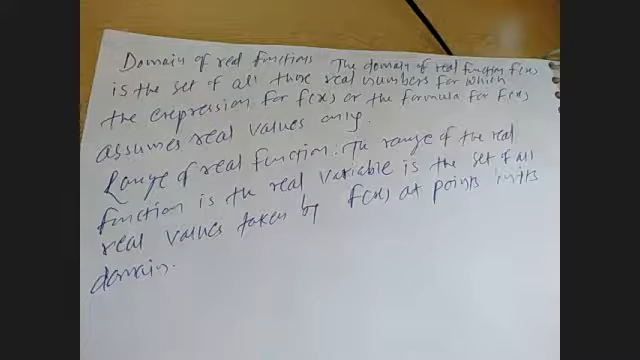 Domain of real functions The domain of real function f(x)
is the set of all those real numbers for which
the expression for f(x) or the formula for f(x)
assumes real values only.
Range of real function. The range of the real
function is the real variable is the set of all
real values taken by f(x) at points in its
domain.